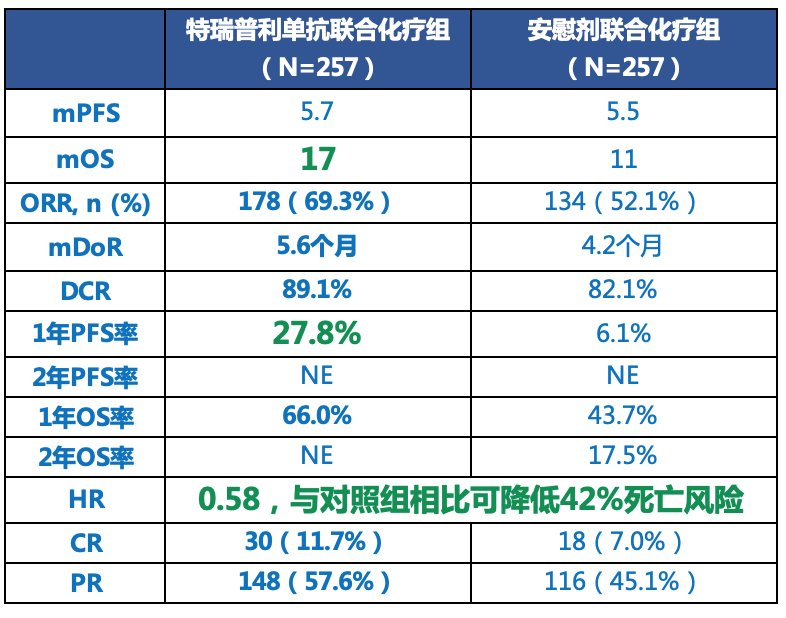 特瑞普利单抗联合化疗组 安慰剂联合化疗组
（N=257） （N=257）
mPFS 5.7 5.5
mOS 17 11
ORR, n (%) 178（69.3%） 134（52.1%）
mDoR 5.6个月 4.2个月
DCR 89.1% 82.1%
1年PFS率 27.8% 6.1%
2年PFS率 NE NE
1年OS率 66.0% 43.7%
2年OS率 NE 17.5%
HR 0.58，与对照组相比可降低42%死亡风险
CR 30（11.7%） 18（7.0%）
PR 148（57.6%） 116（45.1%）